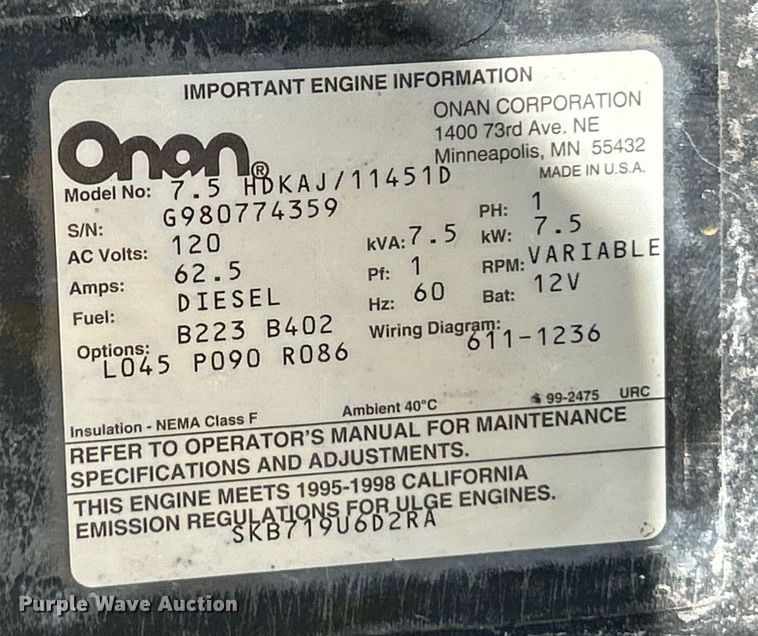 IMPORTANT ENGINE INFORMATION
Onan®
ONAN CORPORATION
1400 73rd Ave. NE
Minneapolis, MN 55432
MADE IN U.S.A.
Model No: 7.5 HDKAJ/11451D
S/N: G980774359
PH: 1
AC Volts: 120
kVA: 7.5 kW: 7.5
Amps: 62.5
Pf: 1 RPM: VARIABLE
Fuel: DIESEL
Hz: 60 Bat: 12V
Options: B223 B402
L045 P090 R086
Wiring Diagram: 611-1236
Insulation - NEMA Class F Ambient 40°C 99-2475 URC
REFER TO OPERATOR'S MANUAL FOR MAINTENANCE
SPECIFICATIONS AND ADJUSTMENTS.
THIS ENGINE MEETS 1995-1998 CALIFORNIA
EMISSION REGULATIONS FOR ULGE ENGINES.
SKB719U6D2RA
Purple Wave Auction